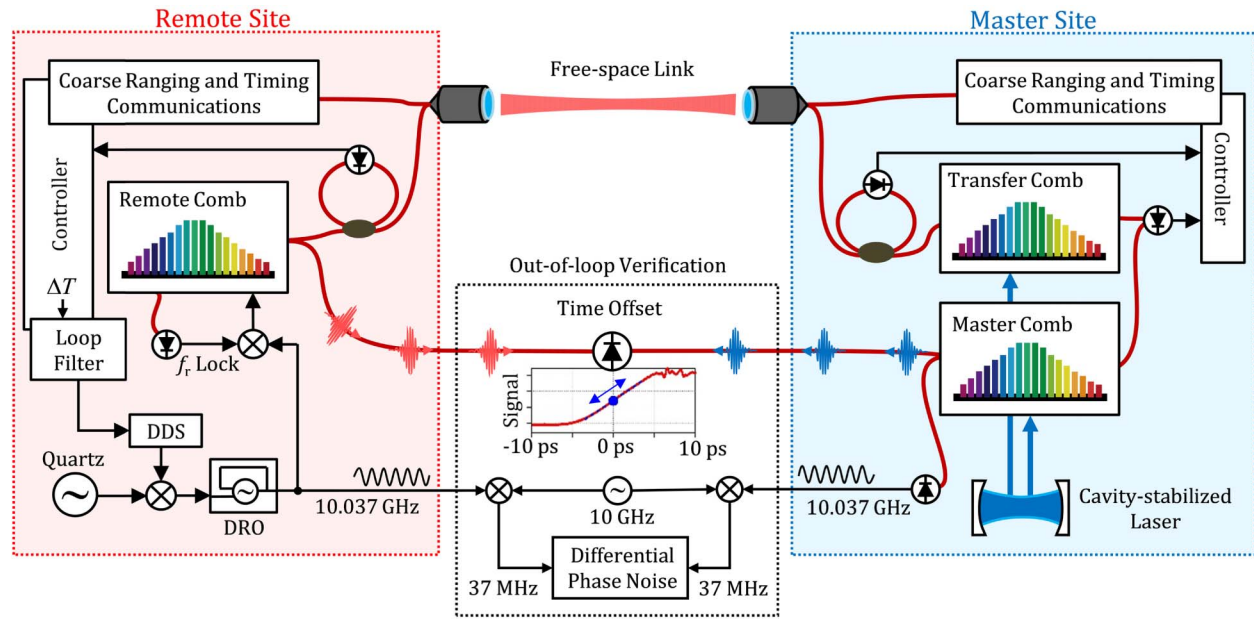 Remote Site
Master Site
Coarse Ranging and Timing
Communications
Free-space Link
Coarse Ranging and Timing
Communications
Controller
Remote Comb
Transfer Comb
Controller
ΔT
Loop
Filter
fr Lock
Out-of-loop Verification
Time Offset
Master Comb
Signal
-10 ps
0 ps
10 ps
DDS
Quartz
DRO
10.037 GHz
10 GHz
10.037 GHz
Cavity-stabilized
Laser
Differential
Phase Noise
37 MHz
37 MHz